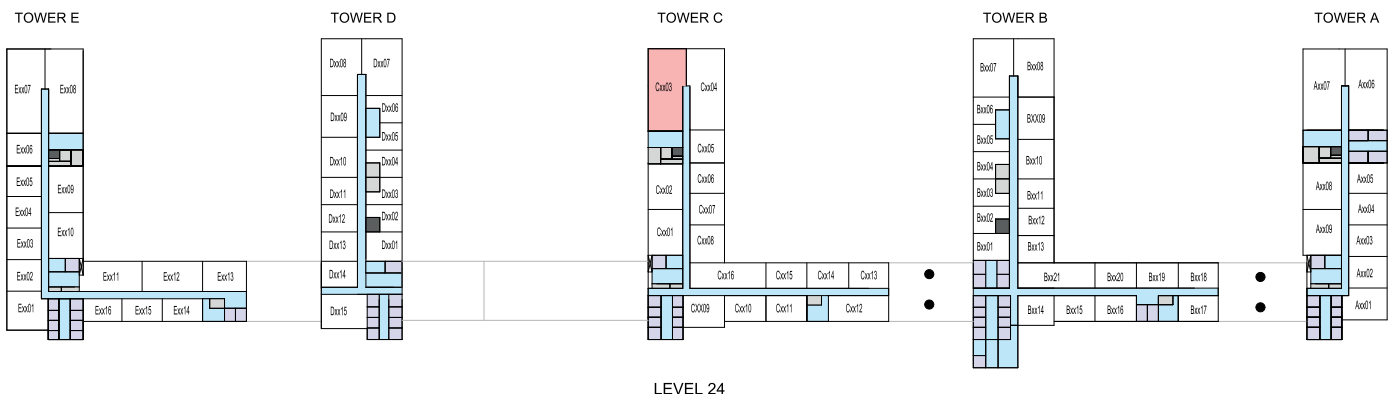 TOWER E
TOWER D
TOWER C
TOWER B
TOWER A
Exx07
Exx08
Exx06
Exx05
Exx09
Exx04
Exx03
Exx10
Exx02
Exx01
Exx11
Exx12
Exx13
Exx16
Exx15
Exx14
Dxx08
Dxx07
Dxx09
Dxx06
Dxx05
Dxx10
Dxx04
Dxx11
Dxx03
Dxx12
Dxx02
Dxx13
Dxx01
Dxx14
Dxx15
Cxx03
Cxx04
Cxx05
Cxx02
Cxx06
Cxx07
Cxx01
Cxx08
Cxx16
Cxx15
Cxx14
Cxx13
CXX09
Cxx10
Cxx11
Cxx12
Bxx07
Bxx08
Bxx06
BXX09
Bxx05
Bxx04
Bxx10
Bxx03
Bxx11
Bxx02
Bxx12
Bxx01
Bxx13
Bxx21
Bxx20
Bxx19
Bxx18
Bxx14
Bxx15
Bxx16
Bxx17
Axx07
Axx06
Axx08
Axx05
Axx04
Axx09
Axx03
Axx02
Axx01
LEVEL 24